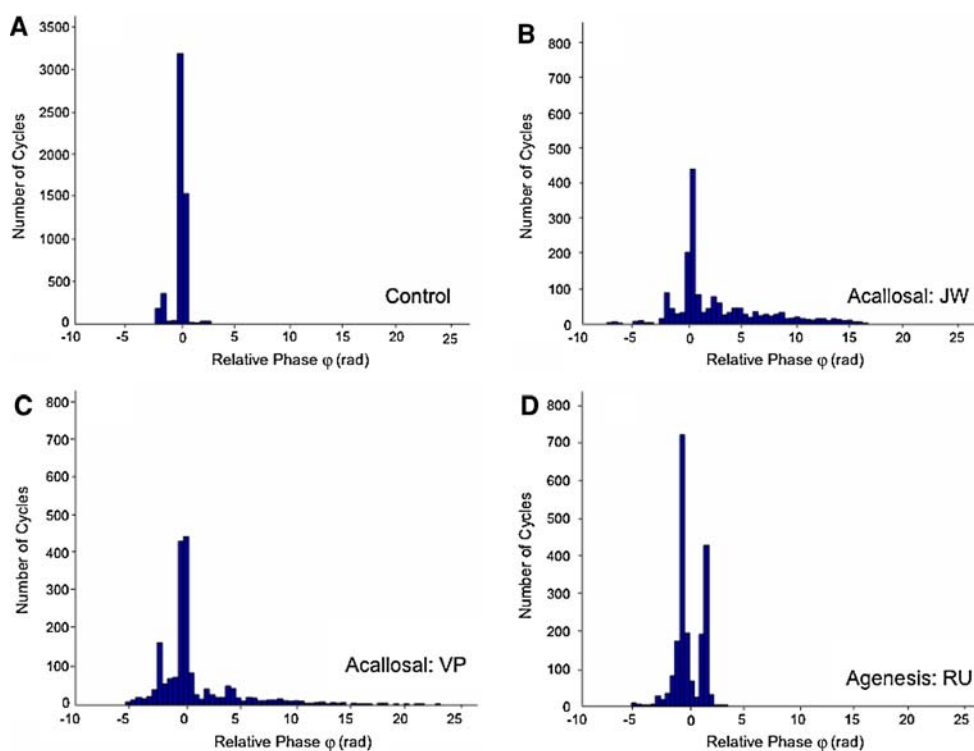 A
3500
3000
2500
2000
1500
1000
500
0
-10 -5 0 5 10 15 20 25
Number of Cycles
Relative Phase φ (rad)
Control
B
800
700
600
500
400
300
200
100
0
-10 -5 0 5 10 15 20 25
Number of Cycles
Relative Phase φ (rad)
Acallosal: JW
C
800
700
600
500
400
300
200
100
0
-10 -5 0 5 10 15 20 25
Number of Cycles
Relative Phase φ (rad)
Acallosal: VP
D
800
700
600
500
400
300
200
100
0
-10 -5 0 5 10 15 20 25
Number of Cycles
Relative Phase φ (rad)
Agenesis: RU